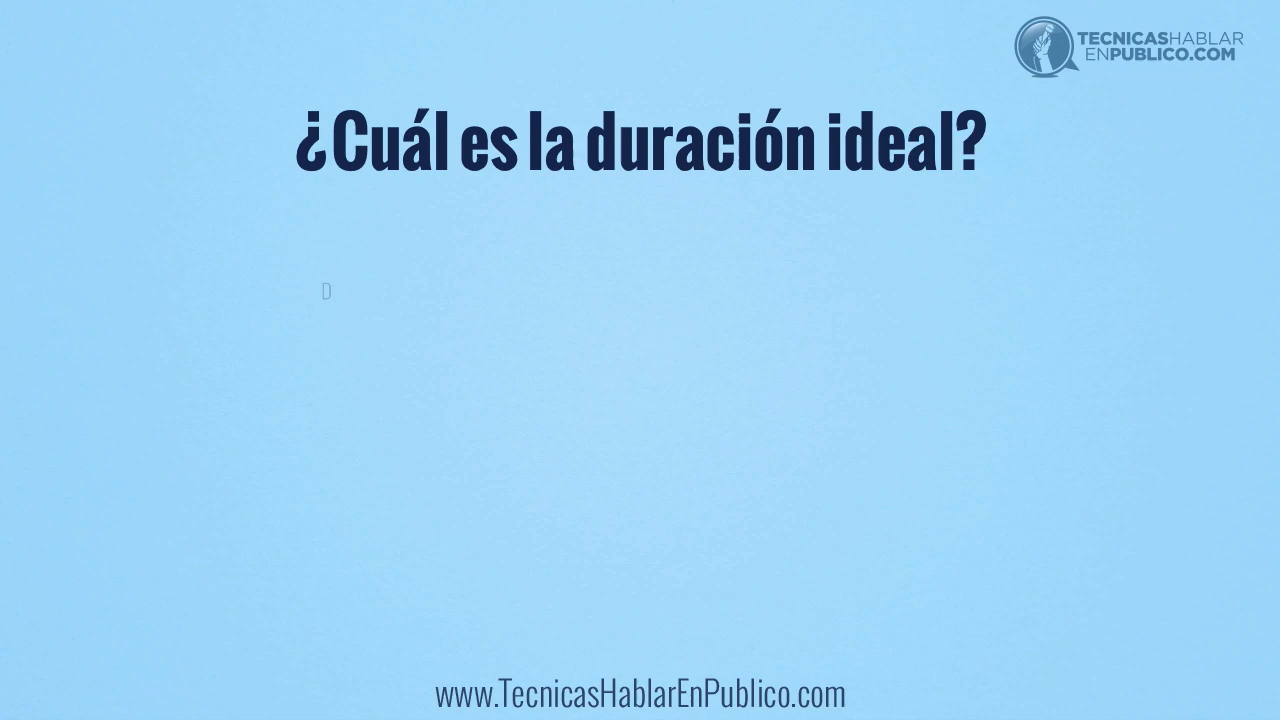 TECNICASHABLAR
ENPUBLICO.COM
¿Cuál es la duración ideal?
D
www.TecnicasHablarEnPublico.com